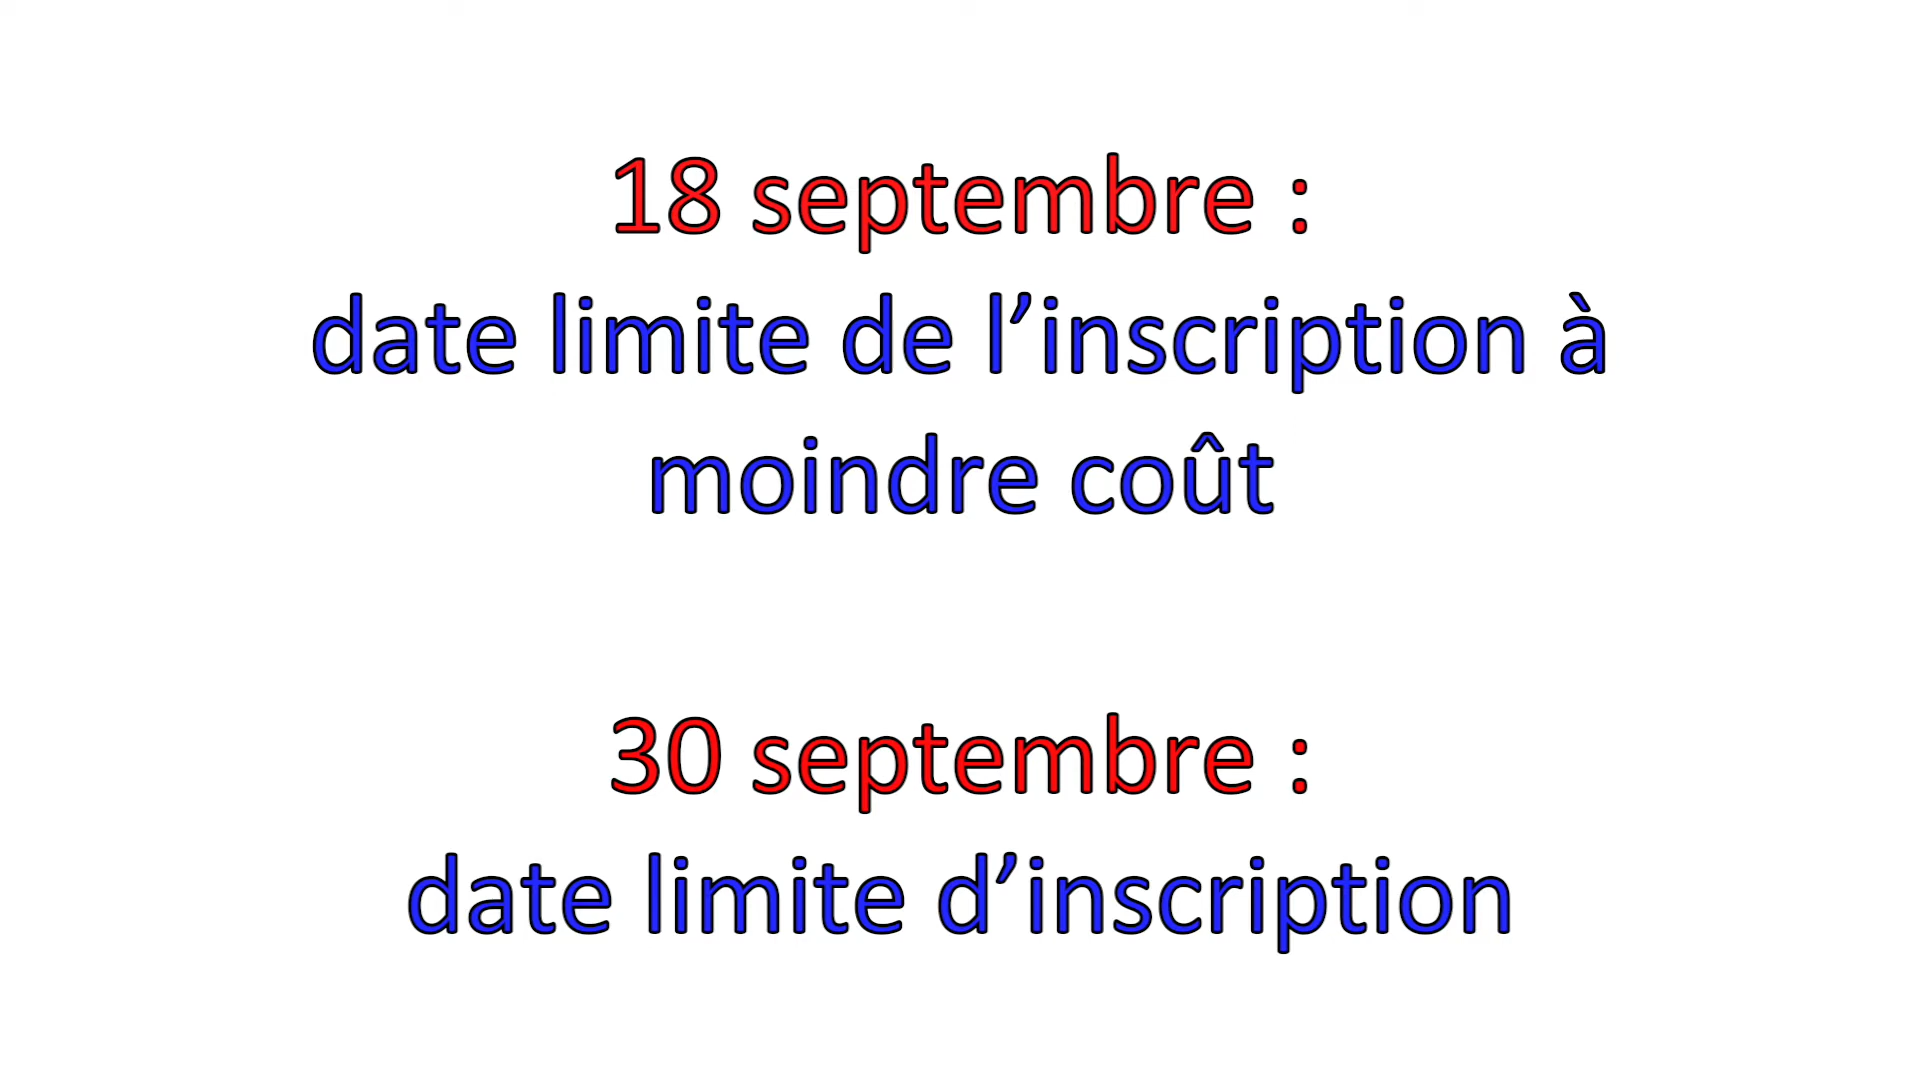 18 septembre :
date limite de l’inscription à
moindre coût
30 septembre :
date limite d’inscription